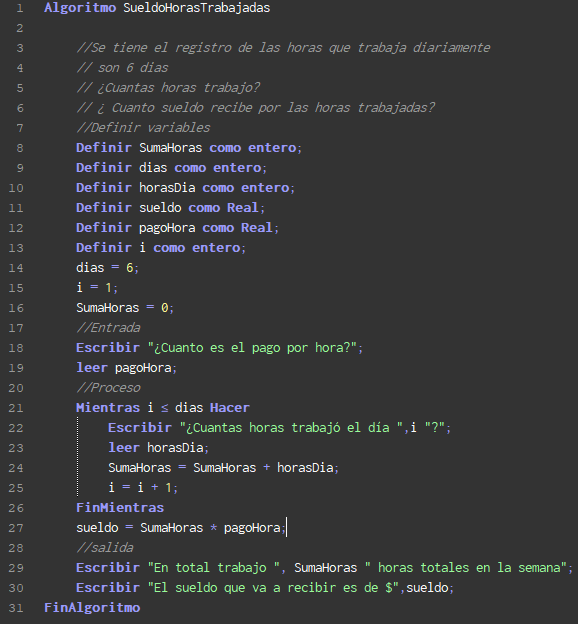 1 Algoritmo SueldoHorasTrabajadas
2
3 //Se tiene el registro de las horas que trabaja diariamente
4 // son 6 dias
5 // ¿Cuantas horas trabajo?
6 // ¿ Cuanto sueldo recibe por las horas trabajadas?
7 //Definir variables
8 Definir SumaHoras como entero;
9 Definir dias como entero;
10 Definir horasDia como entero;
11 Definir sueldo como Real;
12 Definir pagoHora como Real;
13 Definir i como entero;
14 dias = 6;
15 i = 1;
16 SumaHoras = 0;
17 //Entrada
18 Escribir "¿Cuanto es el pago por hora?";
19 leer pagoHora;
20 //Proceso
21 Mientras i ≤ dias Hacer
22 Escribir "¿Cuantas horas trabajó el día ",i "?";
23 leer horasDia;
24 SumaHoras = SumaHoras + horasDia;
25 i = i + 1;
26 FinMientras
27 sueldo = SumaHoras * pagoHora;
28 //salida
29 Escribir "En total trabajo ", SumaHoras " horas totales en la semana";
30 Escribir "El sueldo que va a recibir es de $",sueldo;
31 FinAlgoritmo